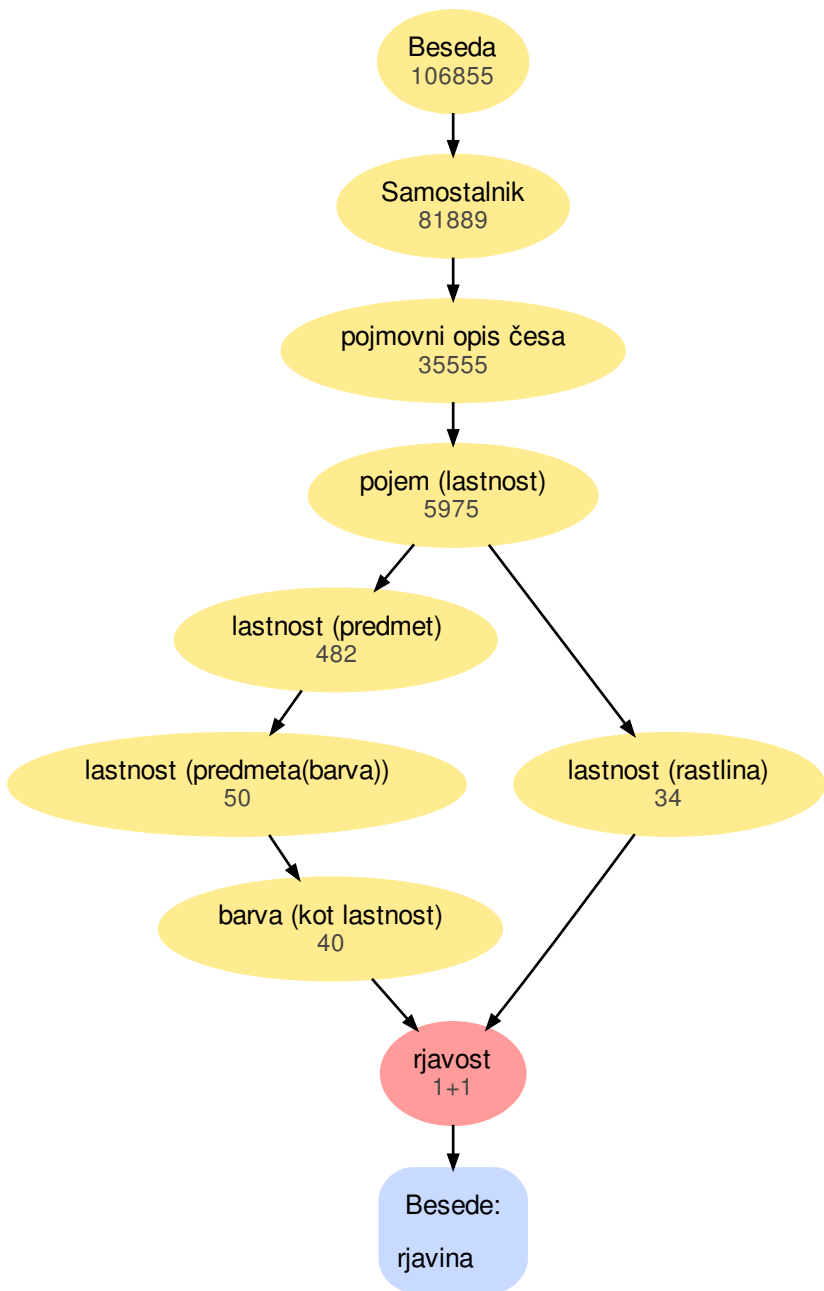 Beseda
106855
Samostalnik
81889
pojmovni opis česa
35555
pojem (lastnost)
5975
lastnost (predmet)
482
lastnost (predmeta(barva))
50
lastnost (rastlina)
34
barva (kot lastnost)
40
rjavost
1+1
Besede:
rjavina